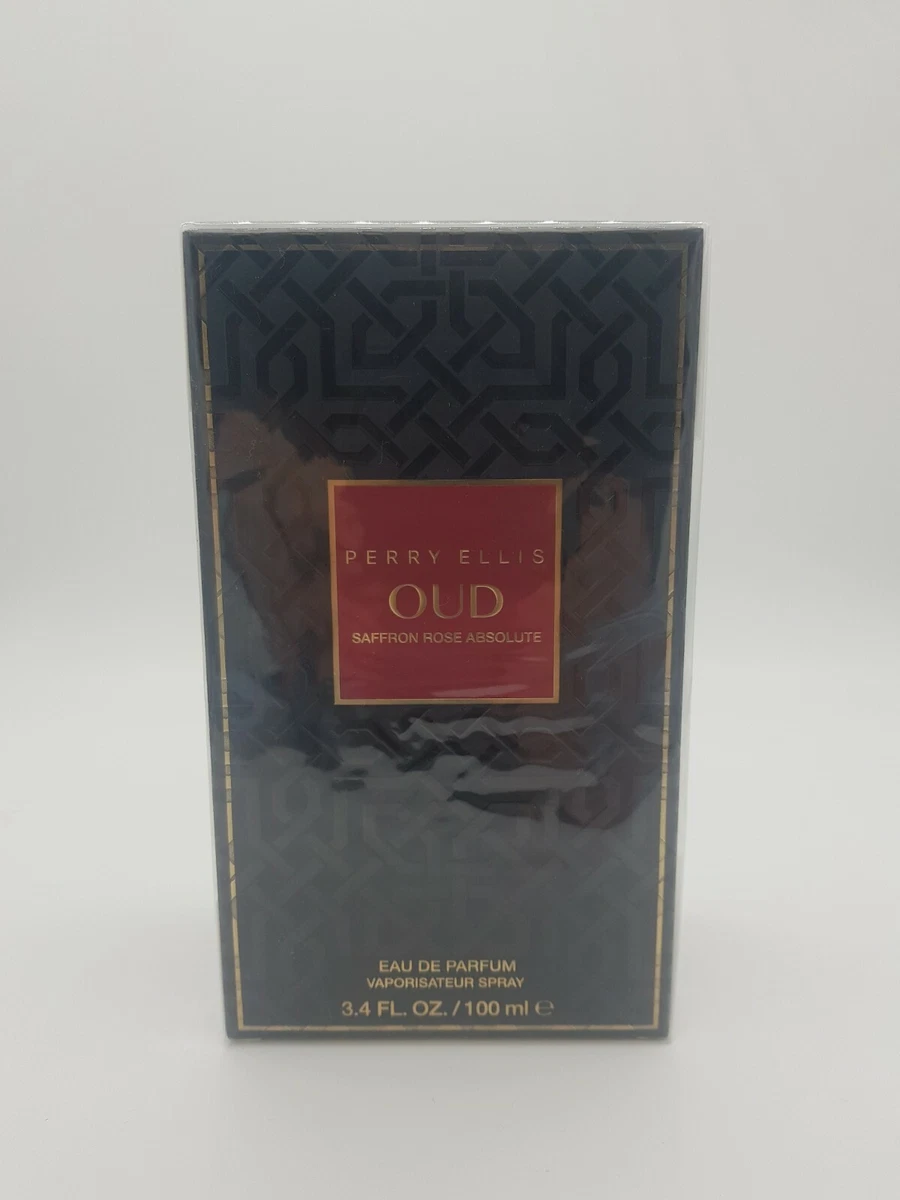 PERRY ELLIS
OUD
SAFFRON ROSE ABSOLUTE
EAU DE PARFUM
VAPORISATEUR SPRAY
3.4 FL. OZ. / 100 ml ℮